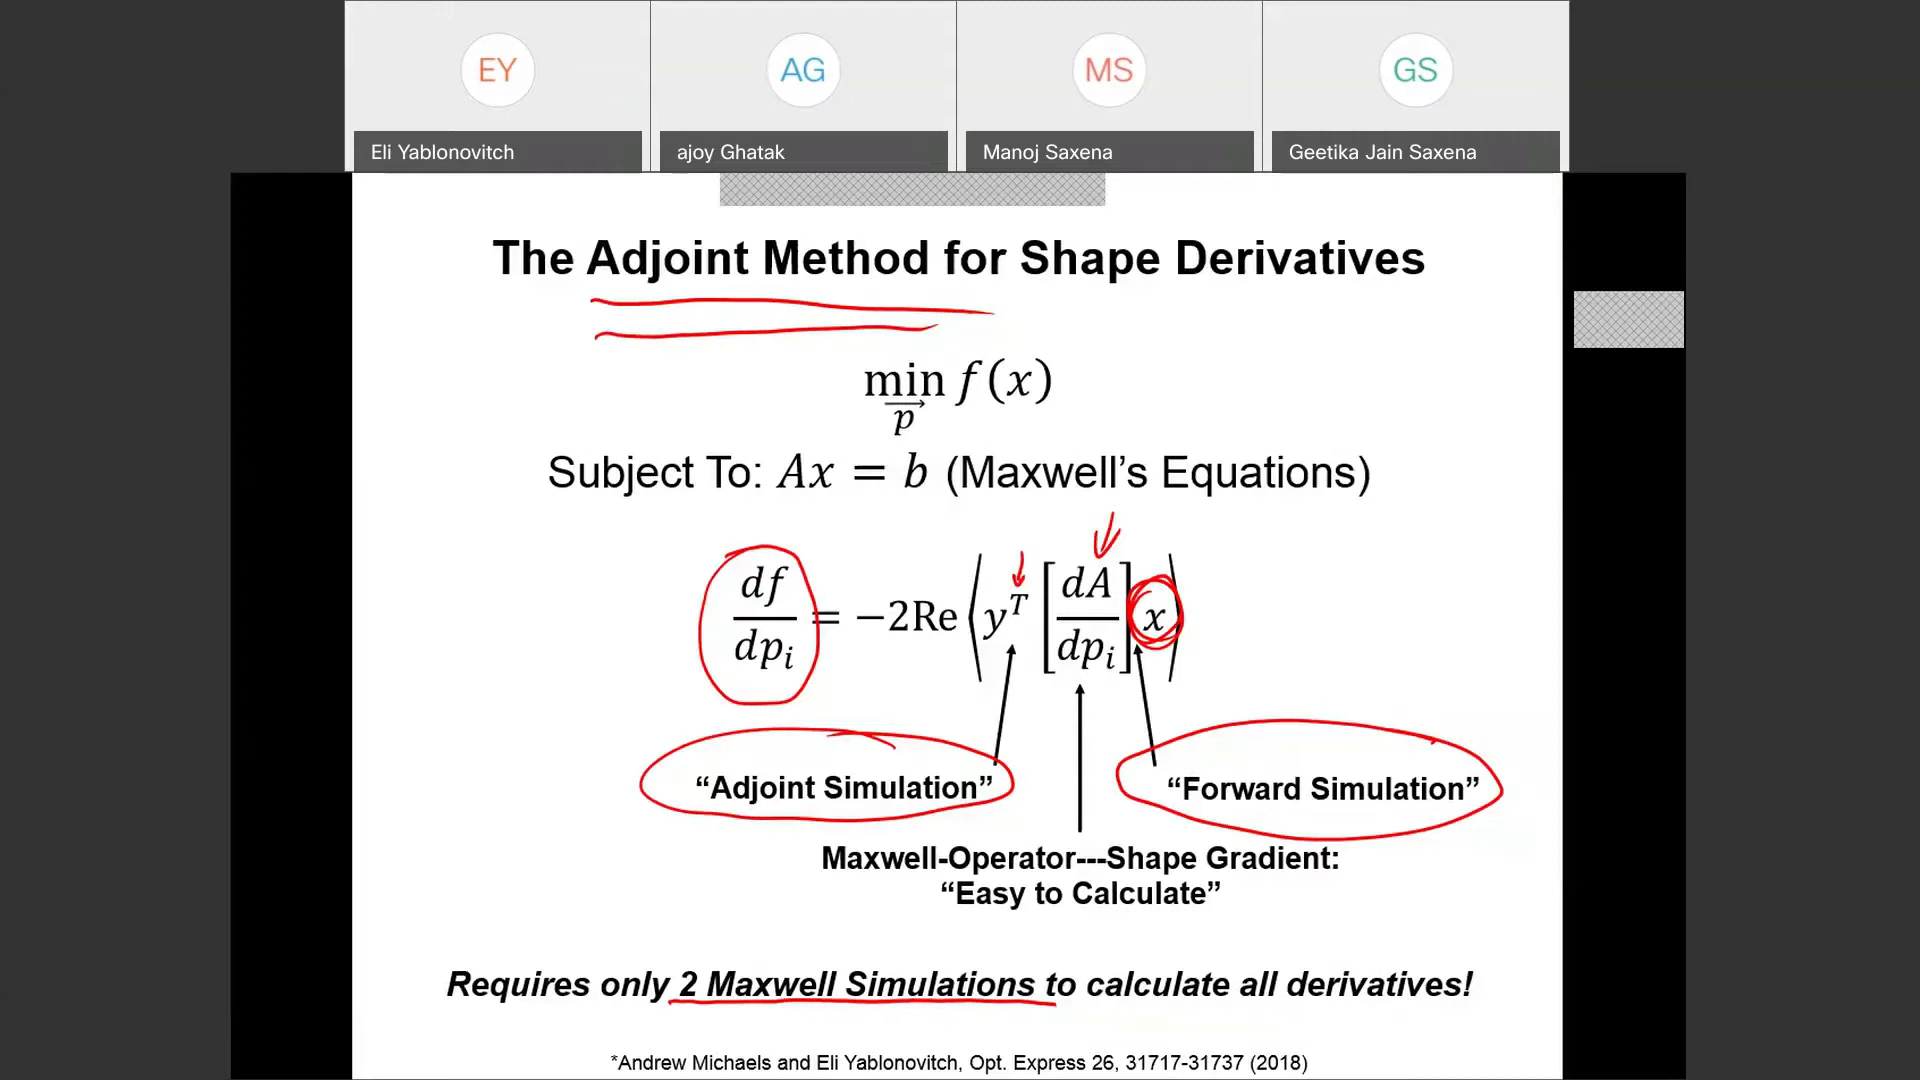 EY AG MS GS
Eli Yablonovitch ajoy Ghatak Manoj Saxena Geetika Jain Saxena
The Adjoint Method for Shape Derivatives
min f(x)
p⃗
Subject To: Ax = b (Maxwell’s Equations)
df/dpᵢ = −2Re⟨yᵀ[dA/dpᵢ]x⟩
“Adjoint Simulation” “Forward Simulation”
Maxwell-Operator---Shape Gradient:
“Easy to Calculate”
Requires only 2 Maxwell Simulations to calculate all derivatives!
*Andrew Michaels and Eli Yablonovitch, Opt. Express 26, 31717-31737 (2018)